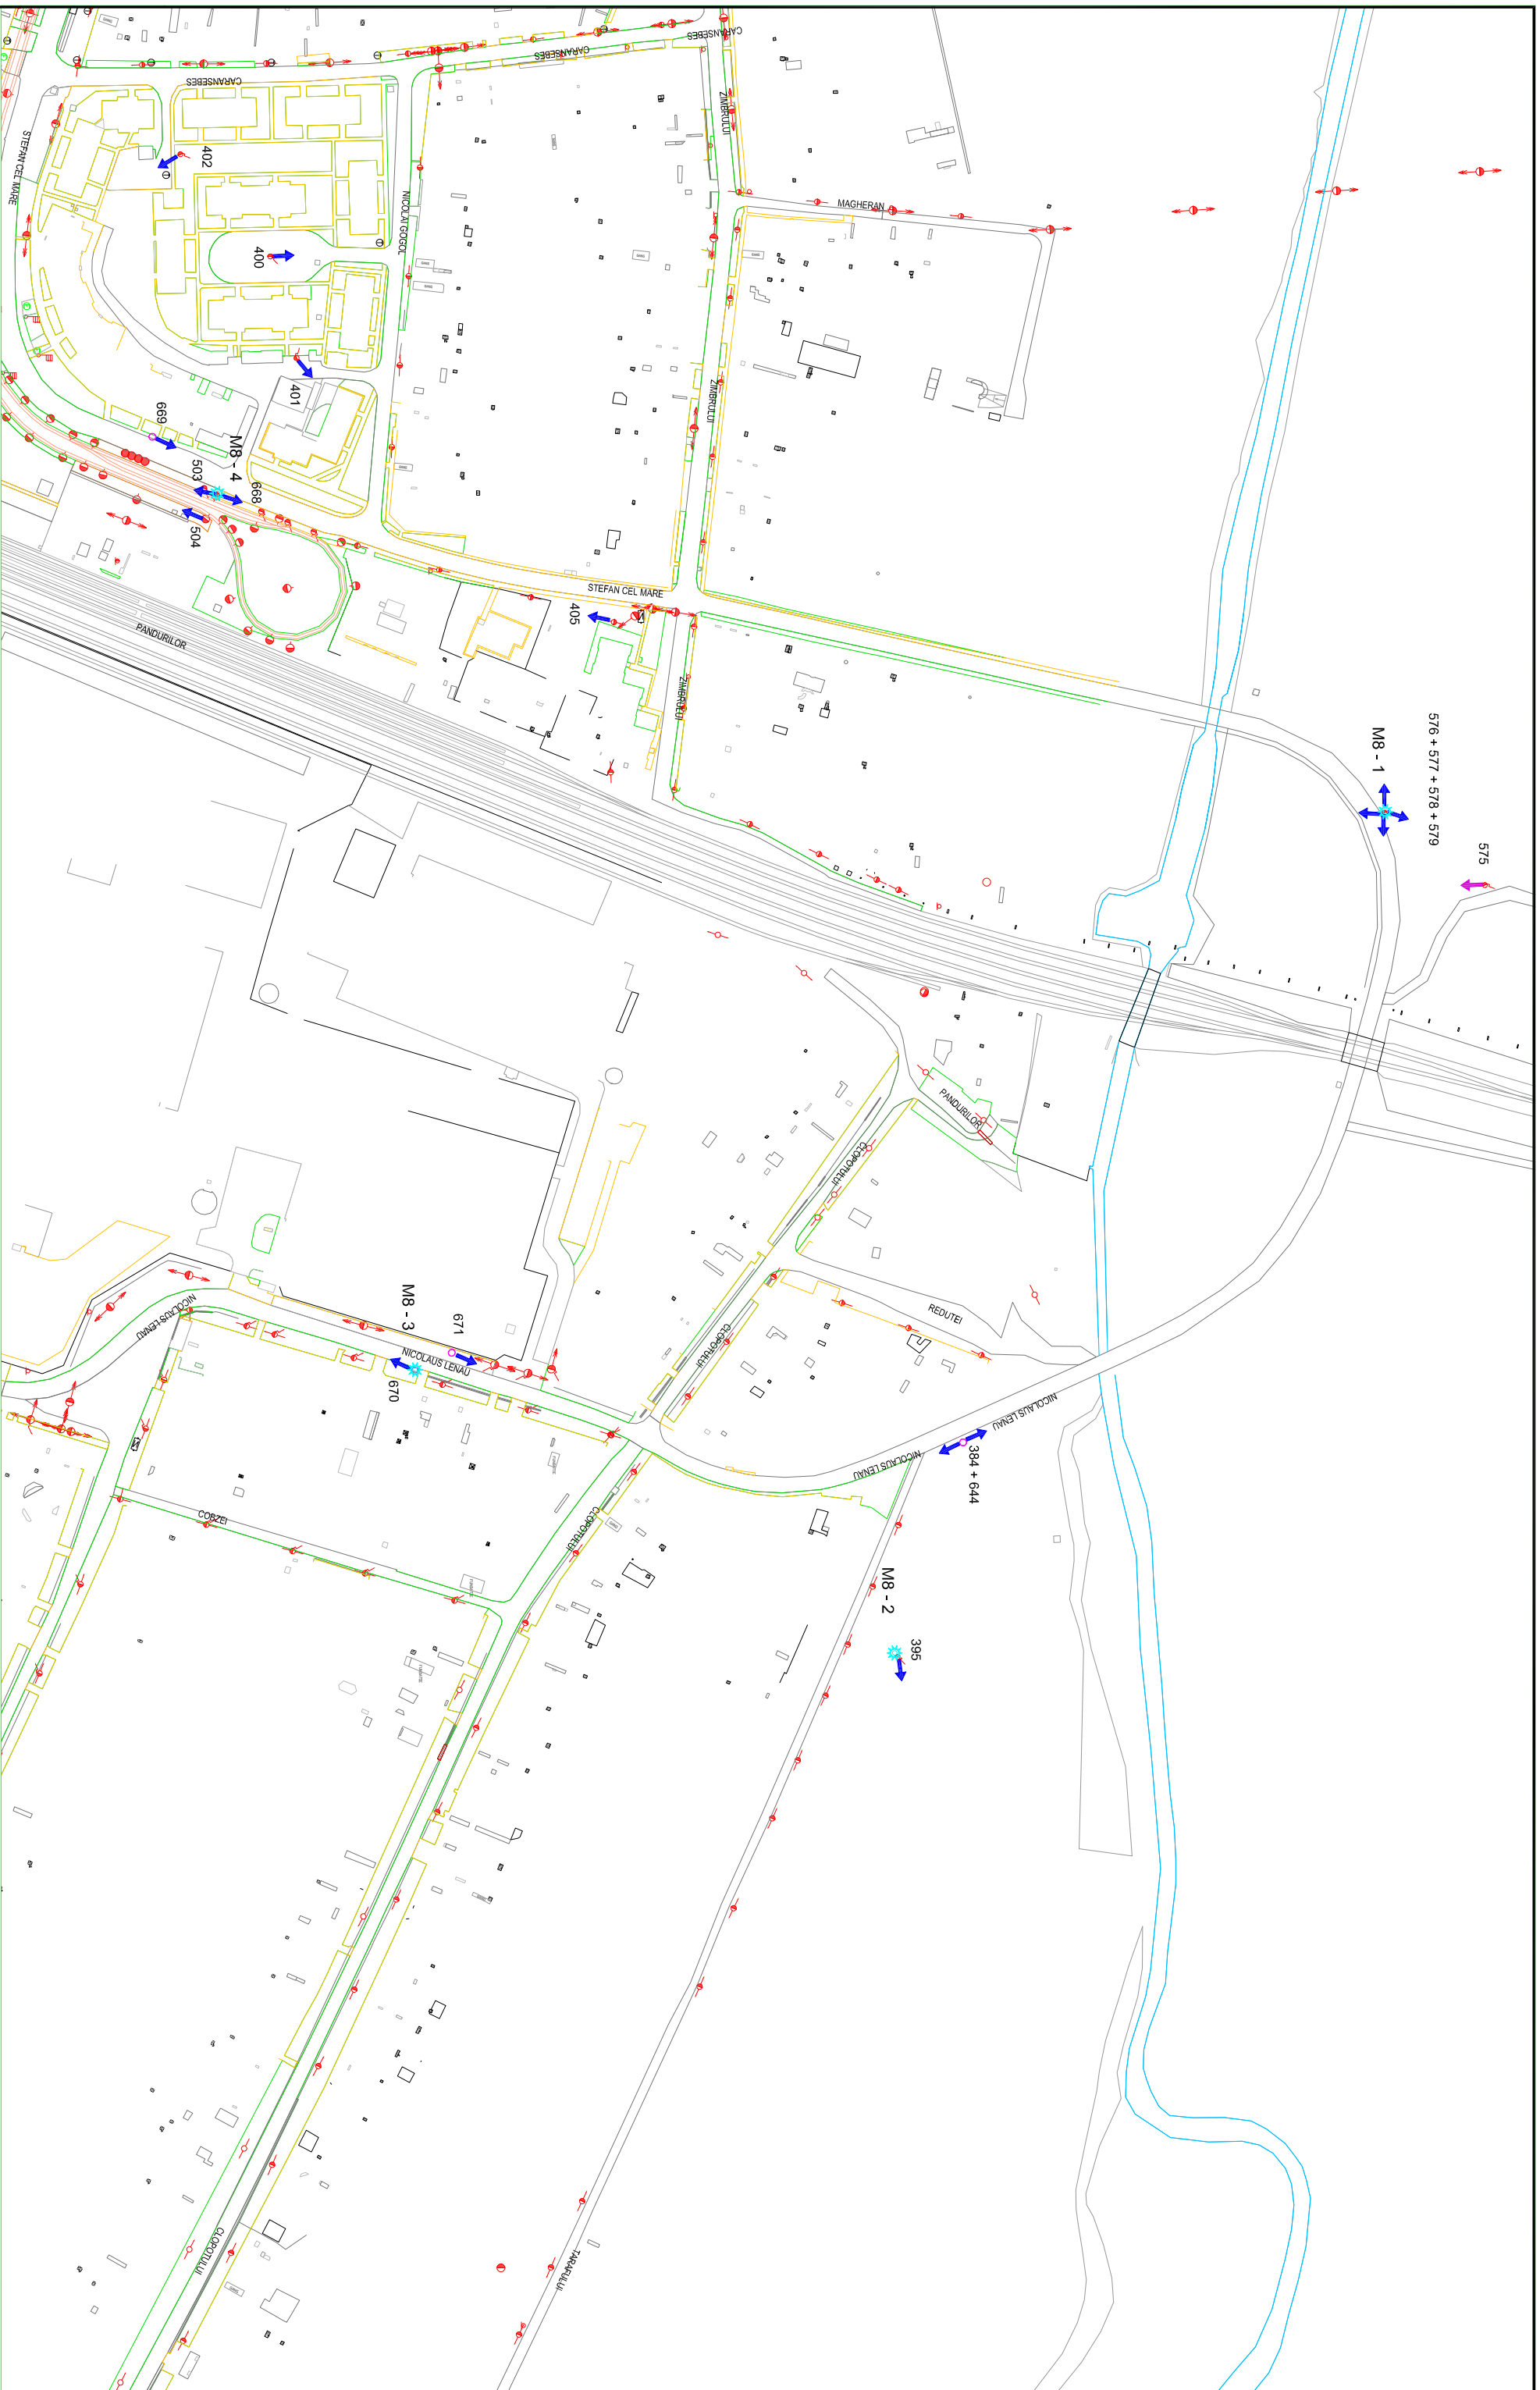 CARANSEBES
CARANSEBES
CARANSEBES
ZIMBRULUI
STEFAN CEL MARE
402
NICOLAI GOGOL
MAGHERAN
400
401
ZIMBRULUI
669
M8 - 4
503
668
504
STEFAN CEL MARE
405
PANDURILOR
ZIMBRULUI
576 + 577 + 578 + 579
M8 - 1
575
PANDURILOR
CLOPOTULUI
REDUTEI
NICOLAUS LENAU
M8 - 3
671
NICOLAUS LENAU
670
CLOPOTULUI
NICOLAUS LENAU
NICOLAUS LENAU
384 + 644
COBZEI
CLOPOTULUI
M8 - 2
395
CLOPOTULUI
TARAFULUI